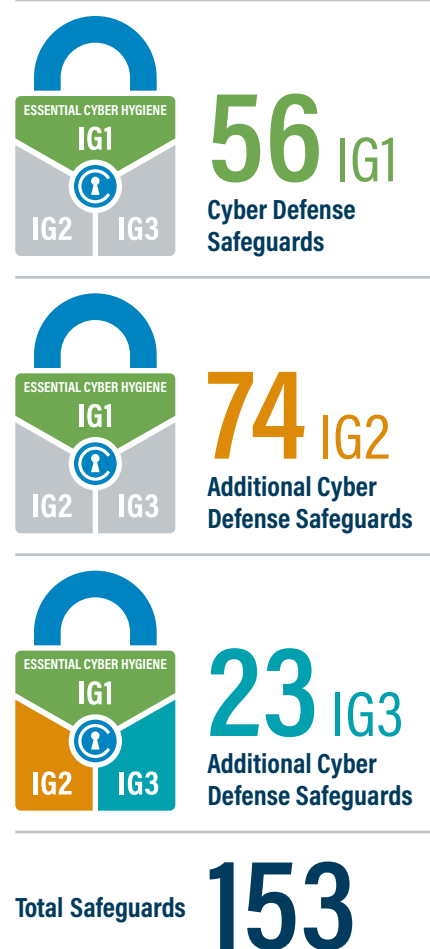 ESSENTIAL CYBER HYGIENE
IG1
IG2 IG3
56 IG1
Cyber Defense
Safeguards
ESSENTIAL CYBER HYGIENE
IG1
IG2 IG3
74 IG2
Additional Cyber
Defense Safeguards
ESSENTIAL CYBER HYGIENE
IG1
IG2 IG3
23 IG3
Additional Cyber
Defense Safeguards
Total Safeguards 153